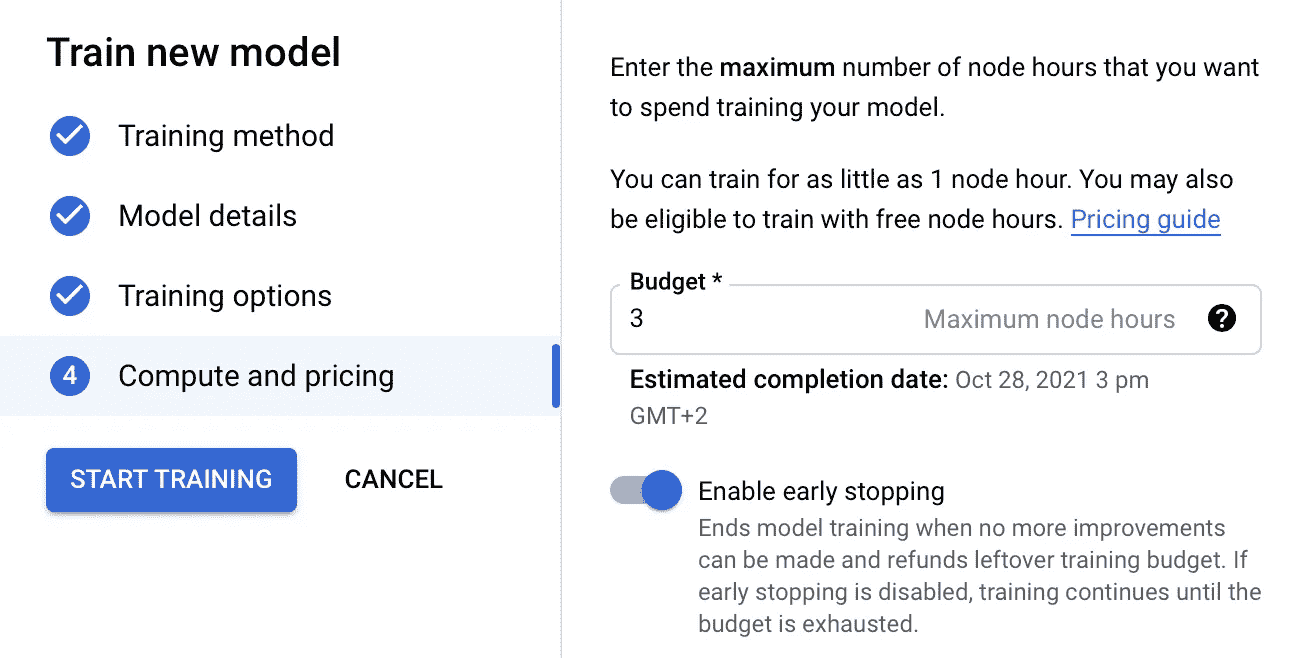 Train new model
Training method
Model details
Training options
4 Compute and pricing
START TRAINING CANCEL
Enter the maximum number of node hours that you want
to spend training your model.
You can train for as little as 1 node hour. You may also
be eligible to train with free node hours. Pricing guide
Budget *
3 Maximum node hours ?
Estimated completion date: Oct 28, 2021 3 pm
GMT+2
Enable early stopping
Ends model training when no more improvements
can be made and refunds leftover training budget. If
early stopping is disabled, training continues until the
budget is exhausted.